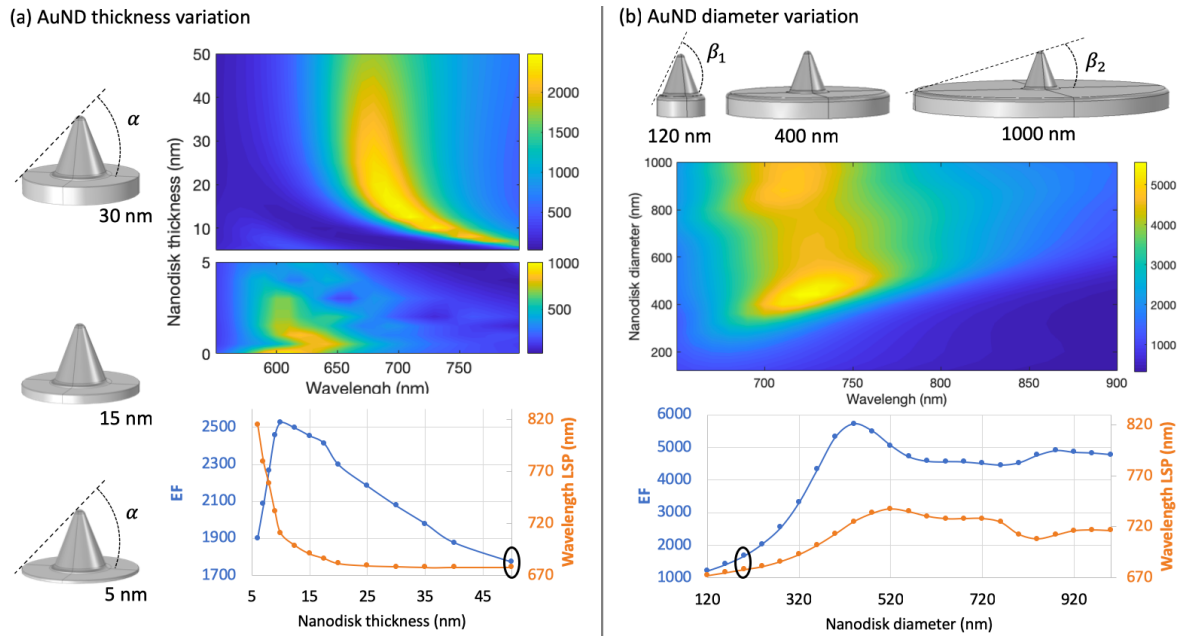 (a) AuND thickness variation
α
30 nm
15 nm
α
5 nm
Nanodisk thickness (nm)
50
40
30
20
10
2000
1500
1000
500
5
0
1000
500
600
650
700
750
Wavelengh (nm)
EF
2500
2300
2100
1900
1700
820
770
720
670
Wavelength LSP (nm)
5
15
25
35
45
Nanodisk thickness (nm)
(b) AuND diameter variation
β1
β2
120 nm
400 nm
1000 nm
Nanodisk diameter (nm)
1000
800
600
400
200
5000
4000
3000
2000
1000
700
750
800
850
900
Wavelengh (nm)
EF
6000
5000
4000
3000
2000
1000
820
770
720
670
Wavelength LSP (nm)
120
320
520
720
920
Nanodisk diameter (nm)